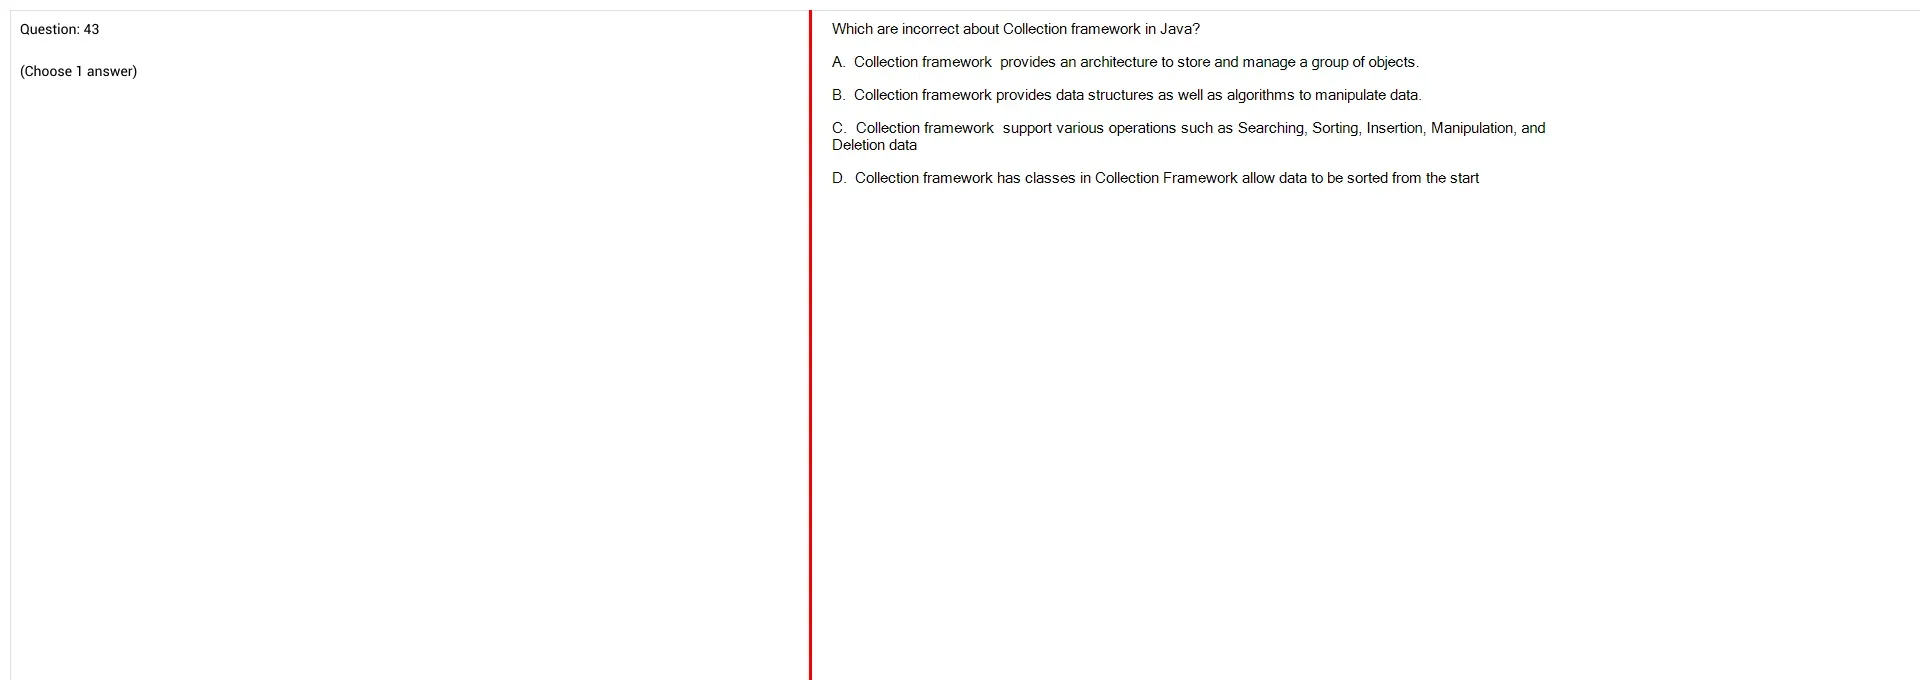 Question: 43
(Choose 1 answer)
Which are incorrect about Collection framework in Java?
A.  Collection framework  provides an architecture to store and manage a group of objects.
B.  Collection framework provides data structures as well as algorithms to manipulate data.
C.  Collection framework  support various operations such as Searching, Sorting, Insertion, Manipulation, and
Deletion data
D.  Collection framework has classes in Collection Framework allow data to be sorted from the start